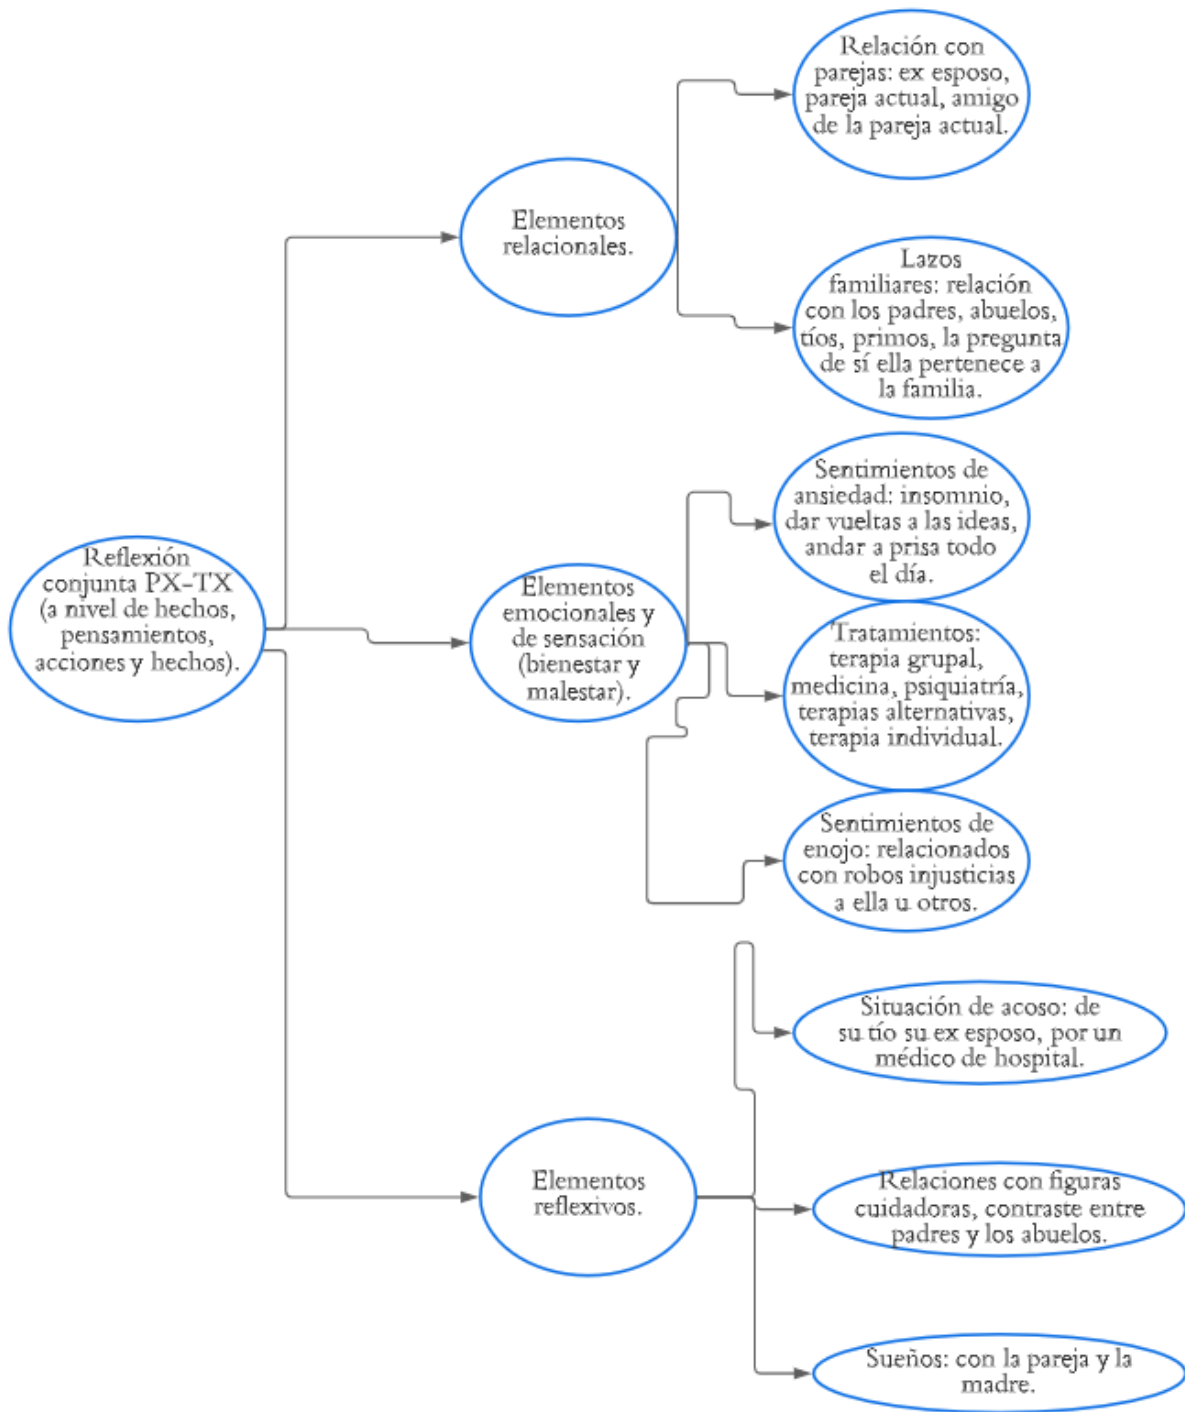 Relación con
parejas: ex esposo,
pareja actual, amigo
de la pareja actual.
Elementos
relacionales.
Lazos
familiares: relación
con los padres, abuelos,
tíos, primos, la pregunta
de sí ella pertenece a
la familia.
Sentimientos de
ansiedad: insomnio,
dar vueltas a las ideas,
andar a prisa todo
el día.
Reflexión
conjunta PX-TX
(a nivel de hechos,
pensamientos,
acciones y hechos).
Elementos
emocionales y
de sensación
(bienestar y
malestar).
Tratamientos:
terapia grupal,
medicina, psiquiatría,
terapias alternativas,
terapia individual.
Sentimientos de
enojo: relacionados
con robos injusticias
a ella u otros.
Situación de acoso: de
su tío su ex esposo, por un
médico de hospital.
Elementos
reflexivos.
Relaciones con figuras
cuidadoras, contraste entre
padres y los abuelos.
Sueños: con la pareja y la
madre.